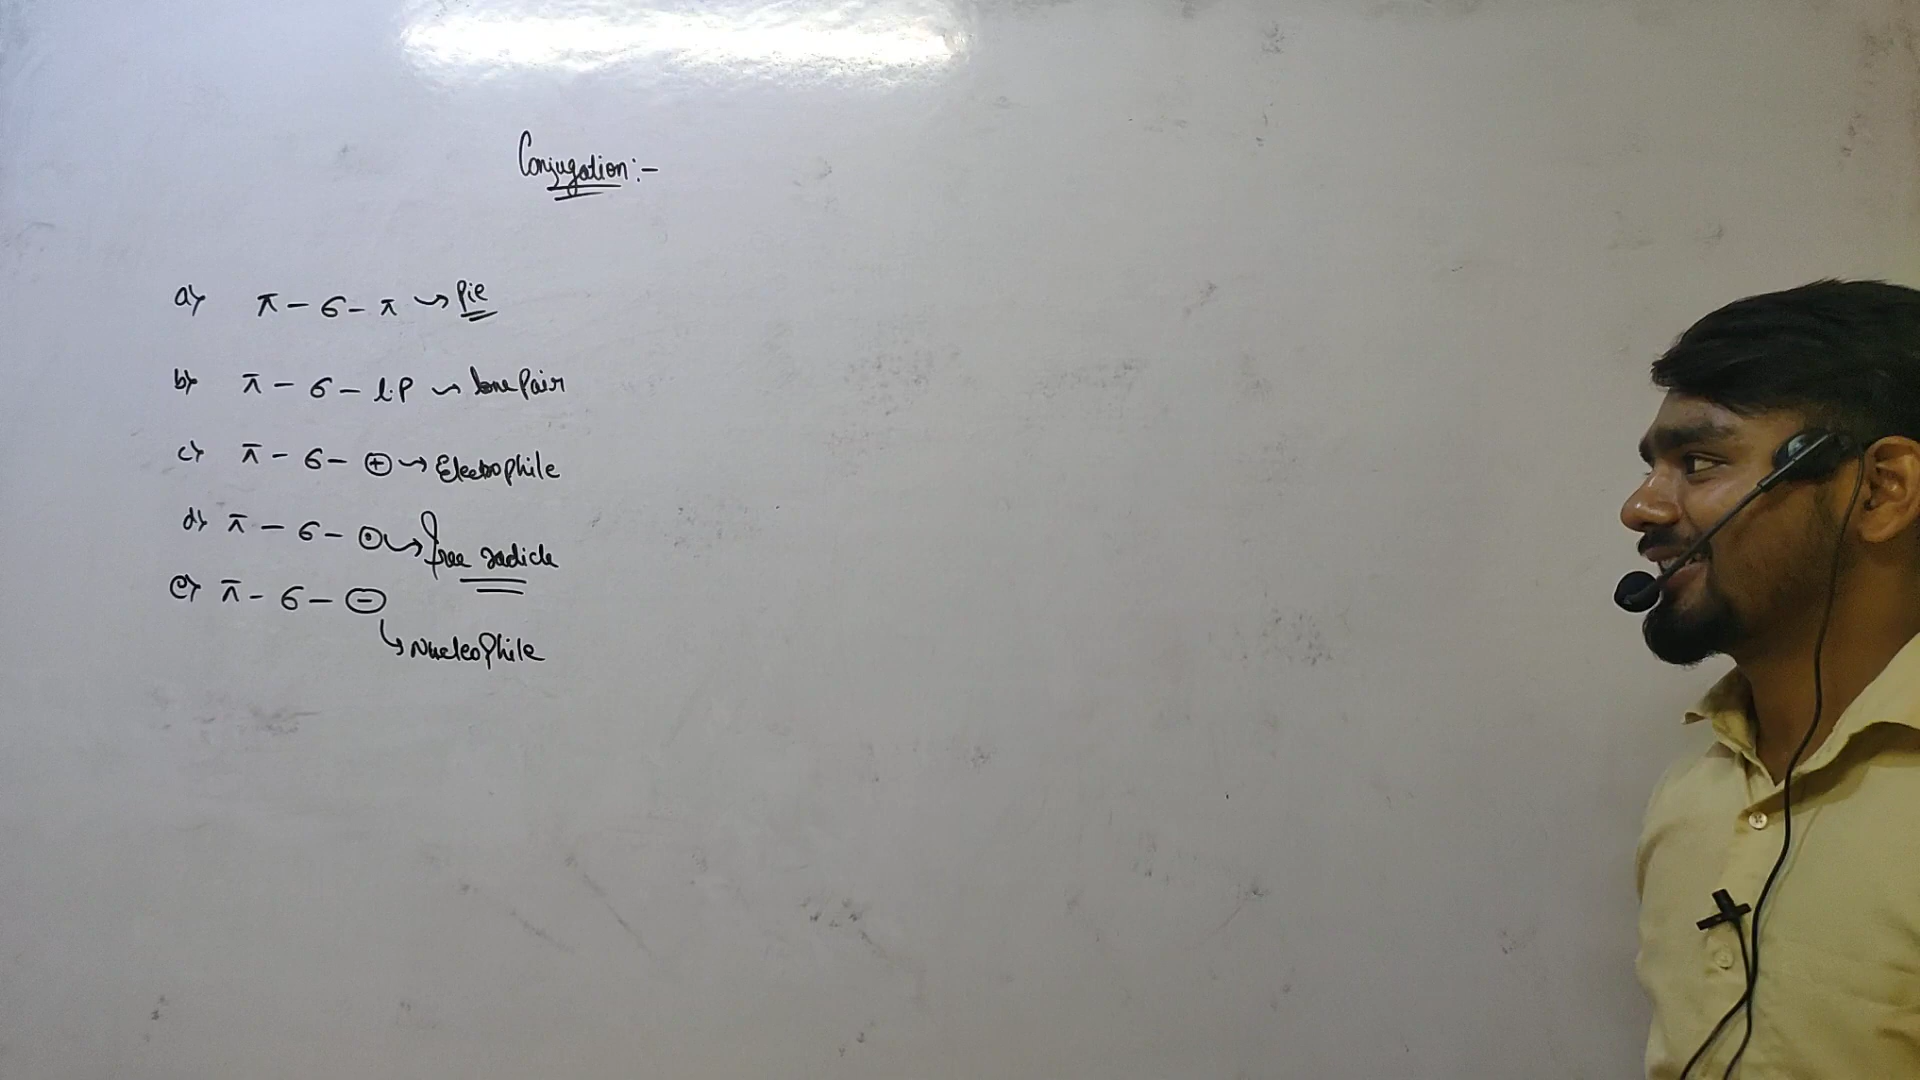 Conjugation:-
a) π - σ - π → Pie
b) π - σ - l.P → lone Pair
c) π - σ - ⊕ → Electrophile
d) π - σ - ⊙ → free radicle
e) π - σ - ⊖
↳ Nucleophile